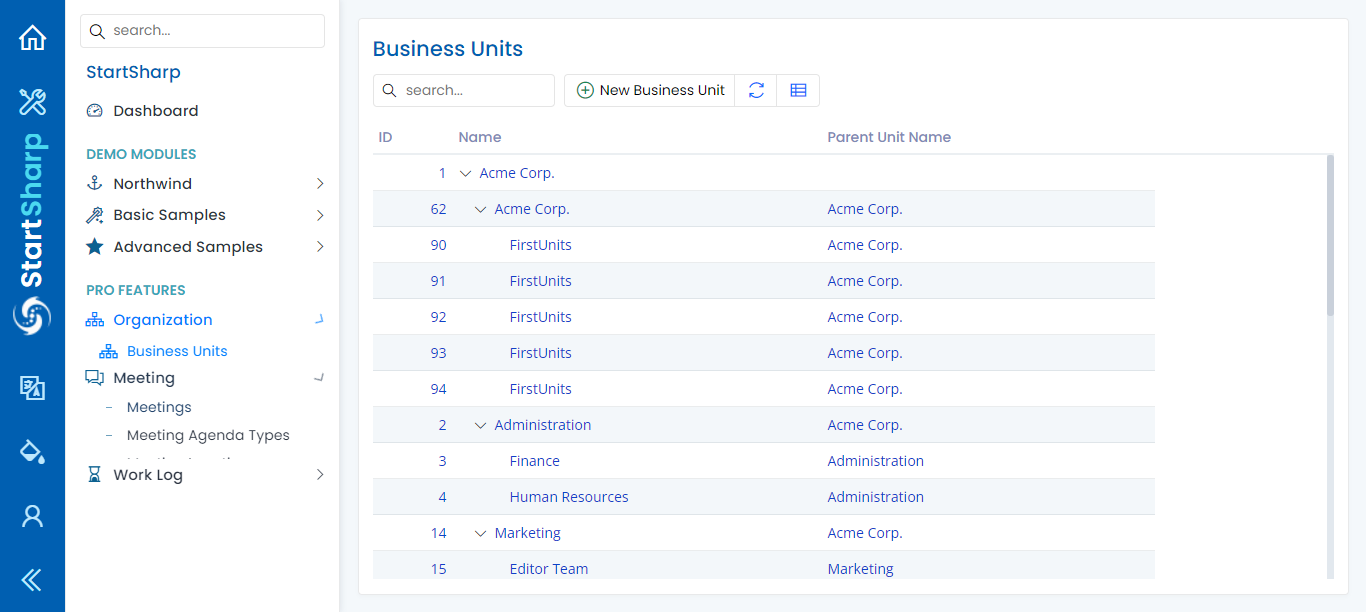 StartSharp
search...
StartSharp
Dashboard
DEMO MODULES
Northwind
Basic Samples
Advanced Samples
PRO FEATURES
Organization
Business Units
Meeting
Meetings
Meeting Agenda Types
Work Log
Business Units
search...
New Business Unit
ID Name Parent Unit Name
1 Acme Corp.
62 Acme Corp. Acme Corp.
90 FirstUnits Acme Corp.
91 FirstUnits Acme Corp.
92 FirstUnits Acme Corp.
93 FirstUnits Acme Corp.
94 FirstUnits Acme Corp.
2 Administration Acme Corp.
3 Finance Administration
4 Human Resources Administration
14 Marketing Acme Corp.
15 Editor Team Marketing